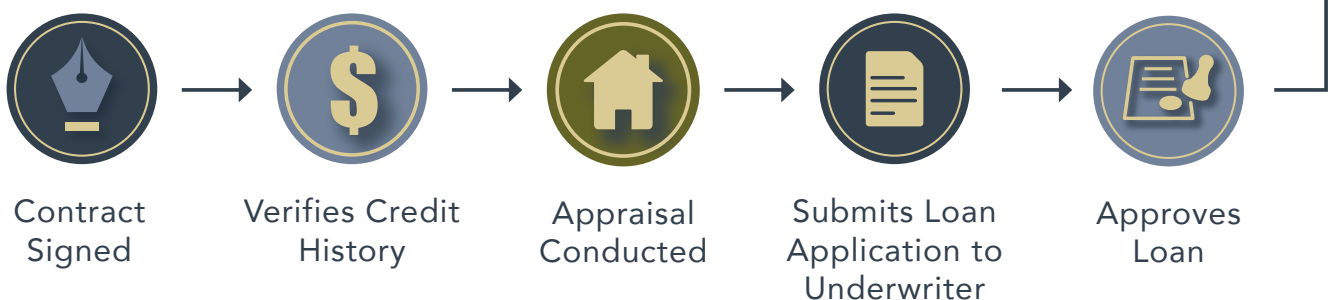 Contract
Signed
Verifies Credit
History
Appraisal
Conducted
Submits Loan
Application to
Underwriter
Approves
Loan